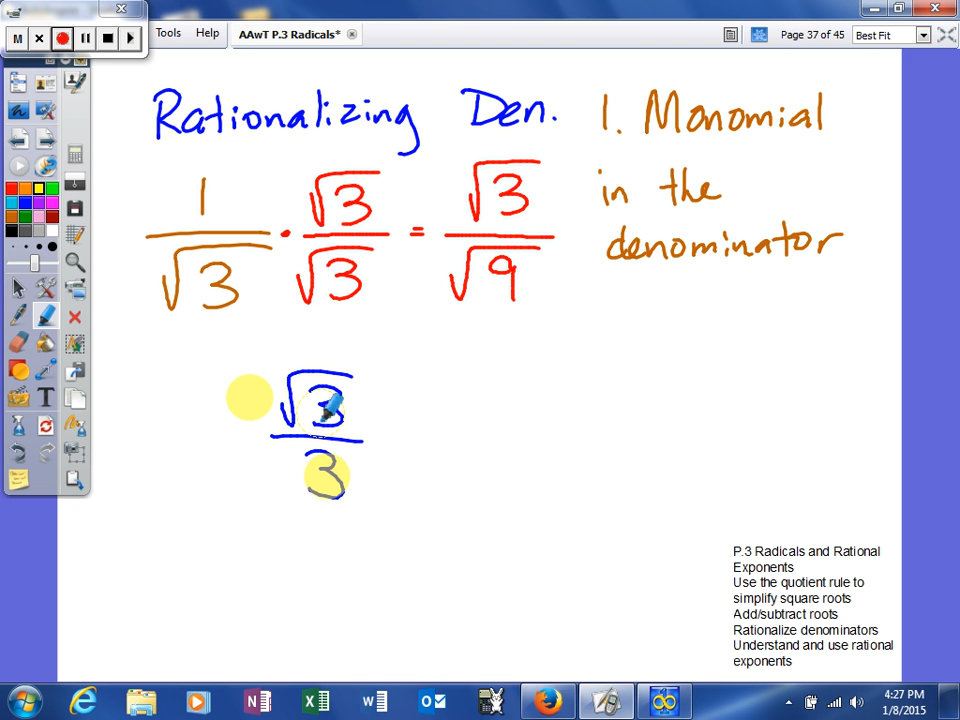 Tools Help AAwT P.3 Radicals* Page 37 of 45 Best Fit
M
Rationalizing Den. 1. Monomial
in the
denominator
1/√3 · √3/√3 = √3/√9
√3/3
P.3 Radicals and Rational
Exponents
Use the quotient rule to
simplify square roots
Add/subtract roots
Rationalize denominators
Understand and use rational
exponents
4:27 PM
1/8/2015